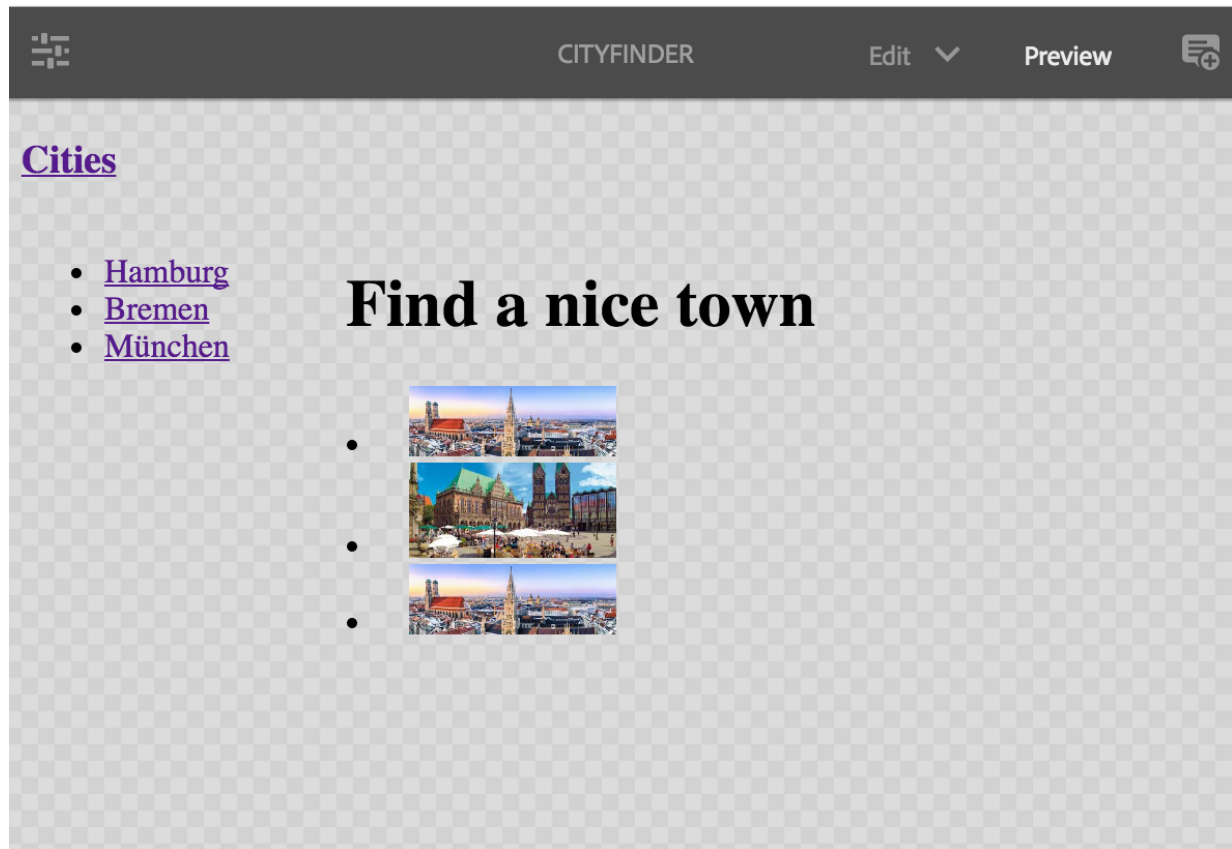 CITYFINDER
Edit
Preview
Cities
Hamburg
Bremen
München
Find a nice town